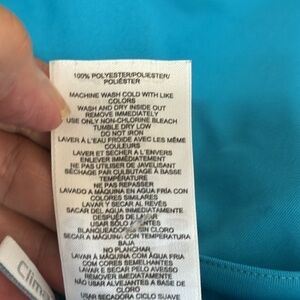 100% POLYESTER/POLIESTER/
POLIÉSTER
MACHINE WASH COLD WITH LIKE
COLORS
WASH AND DRY INSIDE OUT
REMOVE IMMEDIATELY
USE ONLY NON-CHLORINE BLEACH
TUMBLE DRY LOW
DO NOT IRON
LAVER À L'EAU FROIDE AVEC LES MÊME
COULEURS
LAVER ET SÉCHER À L'ENVERS
ENLEVER IMMÉDIATEMENT
NE PAS UTILISER DE JAVELISANT
SÉCHAGE PAR CULBUTAGE À BASSE
TEMPÉRATURE
NE PAS REPASSER
LAVADO A MÁQUINA EN AGUA FRÍA CON
COLORES SIMILARES
LAVAR Y SECAR AL REVÉS
SACAR DEL AGUA INMEDIATAMENTE
DESPUÉS DE LAVAR
USAR SOLO
BLANQUEADOR SIN CLORO
SECAR A MÁQUINA CON TEMPERATURA
BAJA
NO PLANCHAR
LAVAR A MÁQUINA EM ÁGUA FRIA
COM CORES SEMELHANTES
LAVAR E SECAR PELO AVESSO
REMOVER IMEDIATAMENTE
NÃO USAR ALVEJANTES A BASE DE
CLORO
USAR SECADORA CICLO SUAVE
Clim